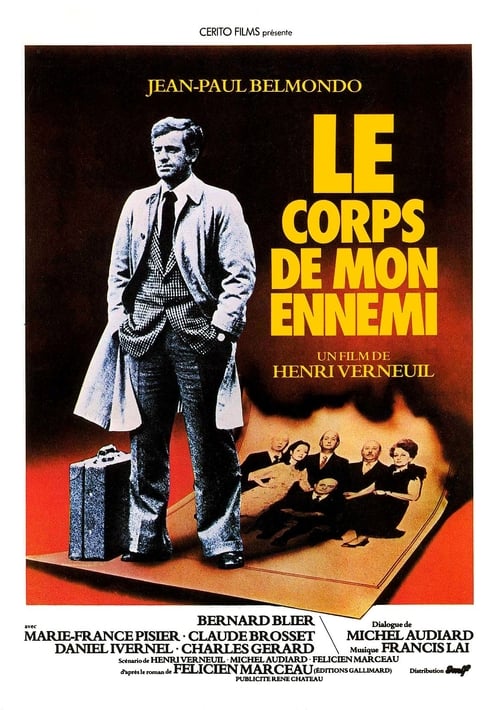 CERITO FILMS présente
JEAN-PAUL BELMONDO
LE
CORPS
DE MON
ENNEMI
UN FILM DE
HENRI VERNEUIL
avec
BERNARD BLIER
MARIE-FRANCE PISIER · CLAUDE BROSSET
DANIEL IVERNEL · CHARLES GERARD
Dialogue de
MICHEL AUDIARD
Musique FRANCIS LAI
Scénario de HENRI VERNEUIL · MICHEL AUDIARD · FELICIEN MARCEAU
d'après le roman de FELICIEN MARCEAU (EDITIONS GALLIMARD)
Distribution
PUBLICITE RENE CHATEAU